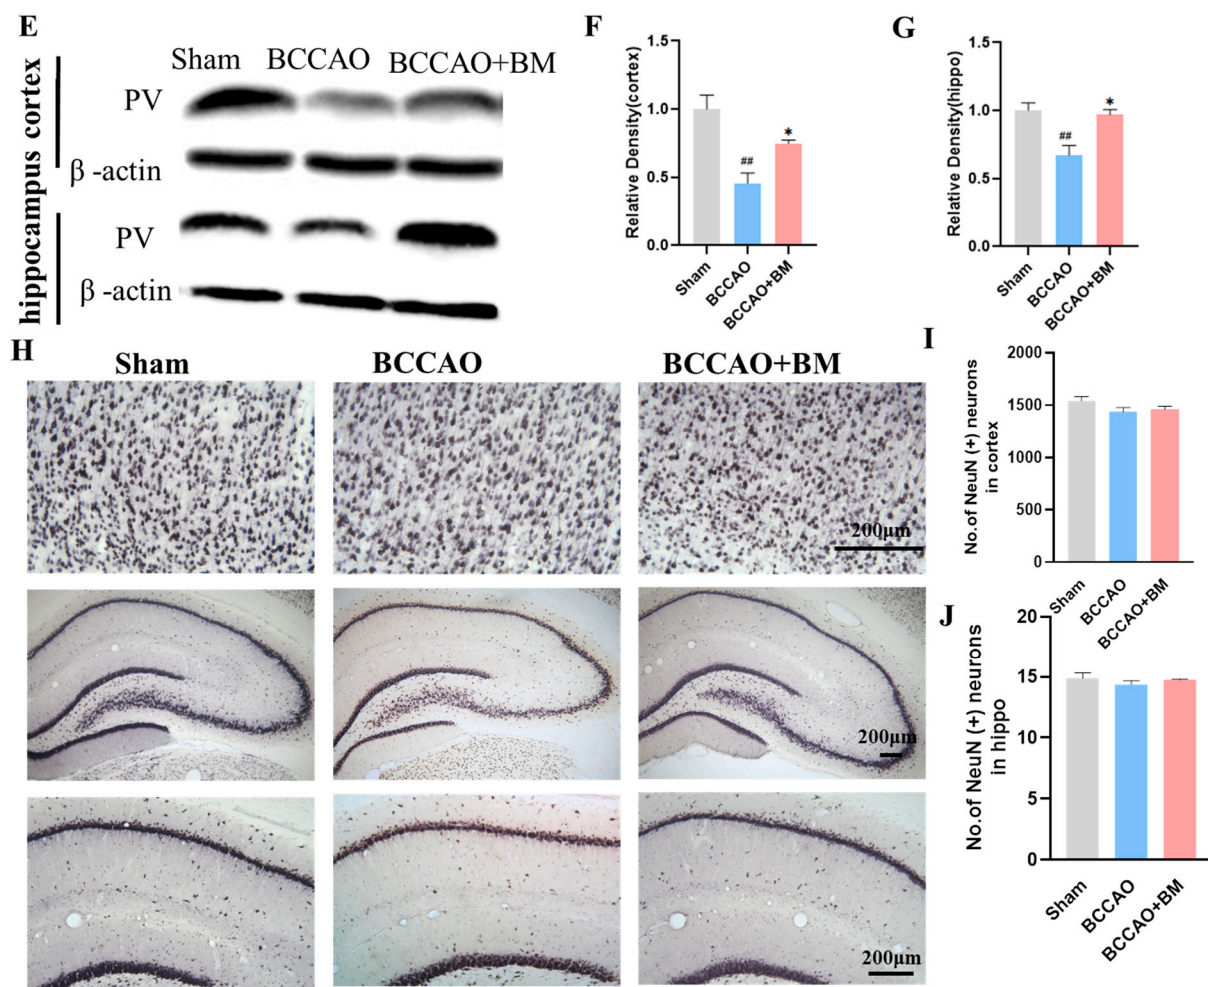 E
Sham BCCAO BCCAO+BM
cortex
PV
β -actin
hippocampus
PV
β -actin
F
Relative Density(cortex)
1.5
1.0
0.5
0.0
##
*
Sham
BCCAO
BCCAO+BM
G
Relative Density(hippo)
1.5
1.0
0.5
0.0
##
*
Sham
BCCAO
BCCAO+BM
H
Sham BCCAO BCCAO+BM
200μm
200μm
200μm
I
No.of NeuN (+) neurons
in cortex
2000
1500
1000
500
0
Sham
BCCAO
BCCAO+BM
J
No.of NeuN (+) neurons
in hippo
20
15
10
5
0
Sham
BCCAO
BCCAO+BM